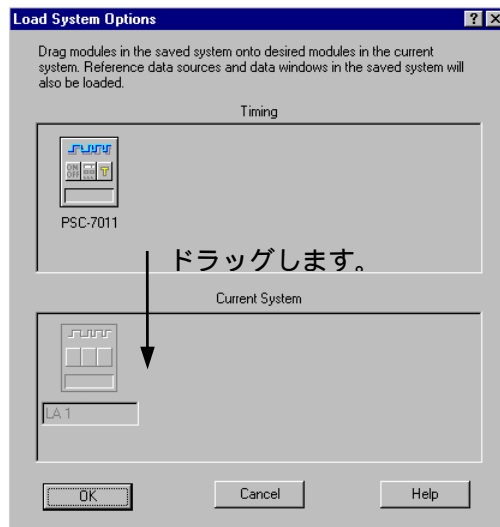 Load System Options
Drag modules in the saved system onto desired modules in the current
system. Reference data sources and data windows in the saved system will
also be loaded.
Timing
ON
OFF
T
PSC-7011
ドラッグします。
Current System
LA 1
OK
Cancel
Help